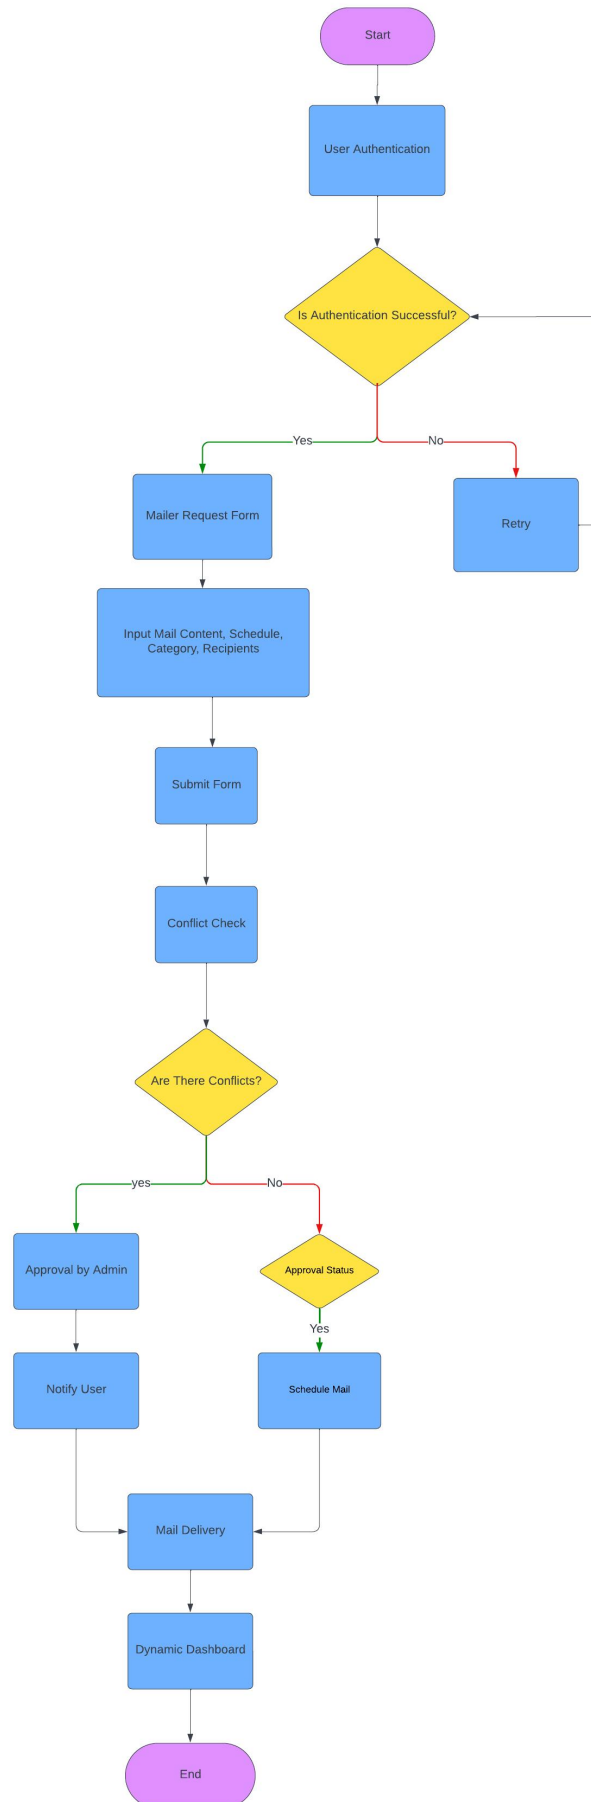 Start
User Authentication
Is Authentication Successful?
Yes
No
Mailer Request Form
Retry
Input Mail Content, Schedule,
Category, Recipients
Submit Form
Conflict Check
Are There Conflicts?
yes
No
Approval by Admin
Approval Status
Yes
Notify User
Schedule Mail
Mail Delivery
Dynamic Dashboard
End